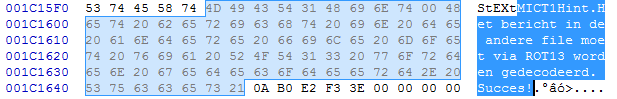 001C15F0 53 74 45 58 74 4D 49 43 54 31 48 69 6E 74 00 48 StEXtMICT1Hint.H
001C1600 65 74 20 62 65 72 69 63 68 74 20 69 6E 20 64 65 et bericht in de
001C1610 20 61 6E 64 65 72 65 20 66 69 6C 65 20 6D 6F 65 andere file moe
001C1620 74 20 76 69 61 20 52 4F 54 31 33 20 77 6F 72 64 t via ROT13 word
001C1630 65 6E 20 67 65 64 65 63 6F 64 65 65 72 64 2E 20 en gedecodeerd.
001C1640 53 75 63 63 65 73 21 0A B0 E2 F3 3E 00 00 00 00 Succes!.°âó>....